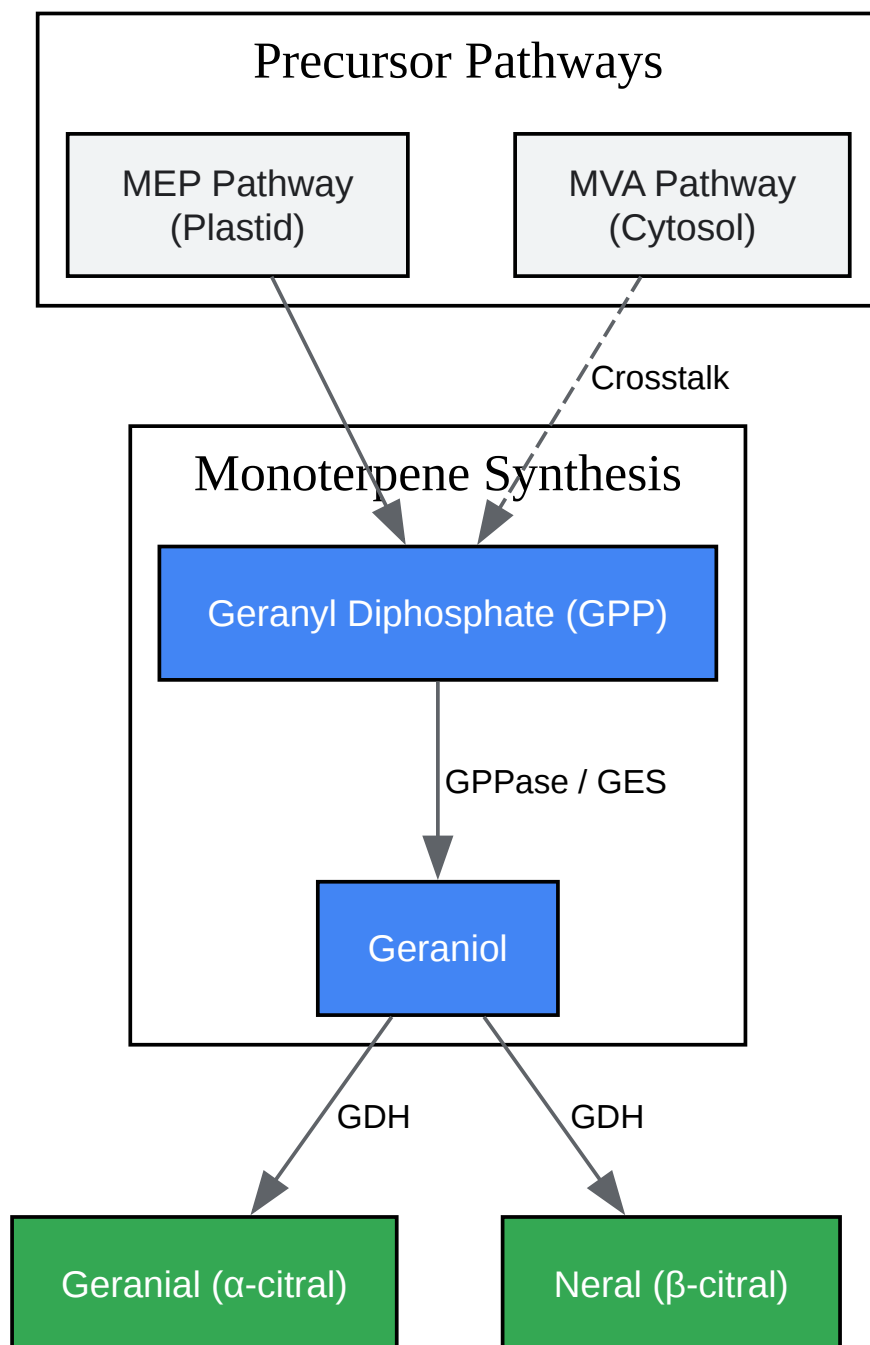 Precursor Pathways
MEP Pathway
(Plastid)
MVA Pathway
(Cytosol)
Crosstalk
Monoterpene Synthesis
Geranyl Diphosphate (GPP)
GPPase / GES
Geraniol
GDH
GDH
Geranial (α-citral)
Neral (β-citral)